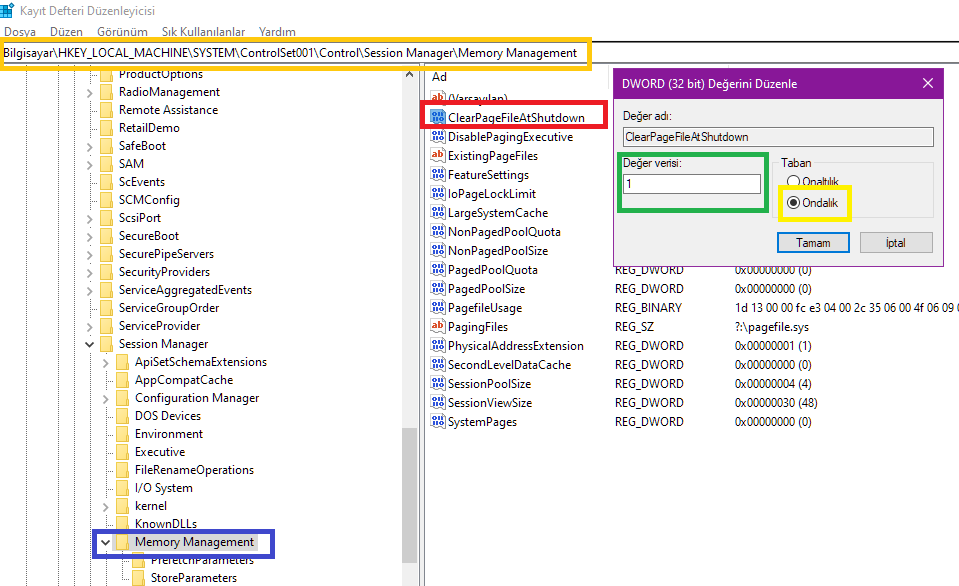 Kayıt Defteri Düzenleyicisi
Dosya Düzen Görünüm Sık Kullanılanlar Yardım
Bilgisayar\HKEY_LOCAL_MACHINE\SYSTEM\ControlSet001\Control\Session Manager\Memory Management
ProductOptions
RadioManagement
Remote Assistance
RetailDemo
SafeBoot
SAM
ScEvents
SCMConfig
ScsiPort
SecureBoot
SecurePipeServers
SecurityProviders
ServiceAggregatedEvents
ServiceGroupOrder
ServiceProvider
Session Manager
ApiSetSchemaExtensions
AppCompatCache
Configuration Manager
DOS Devices
Environment
Executive
FileRenameOperations
I/O System
kernel
KnownDLLs
Memory Management
PrefetchParameters
StoreParameters
Ad
(Varsayılan)
ClearPageFileAtShutdown
DisablePagingExecutive
ExistingPageFiles
FeatureSettings
IoPageLockLimit
LargeSystemCache
NonPagedPoolQuota
NonPagedPoolSize
PagedPoolQuota REG_DWORD 0x00000000 (0)
PagedPoolSize REG_DWORD 0x00000000 (0)
PagefileUsage REG_BINARY 1d 13 00 00 fc e3 04 00 2c 35 06 00 4f 06 09 0
PagingFiles REG_SZ ?:\pagefile.sys
PhysicalAddressExtension REG_DWORD 0x00000001 (1)
SecondLevelDataCache REG_DWORD 0x00000000 (0)
SessionPoolSize REG_DWORD 0x00000004 (4)
SessionViewSize REG_DWORD 0x00000030 (48)
SystemPages REG_DWORD 0x00000000 (0)
DWORD (32 bit) Değerini Düzenle
Değer adı:
ClearPageFileAtShutdown
Değer verisi:
1
Taban
Onaltılık
Ondalık
Tamam İptal